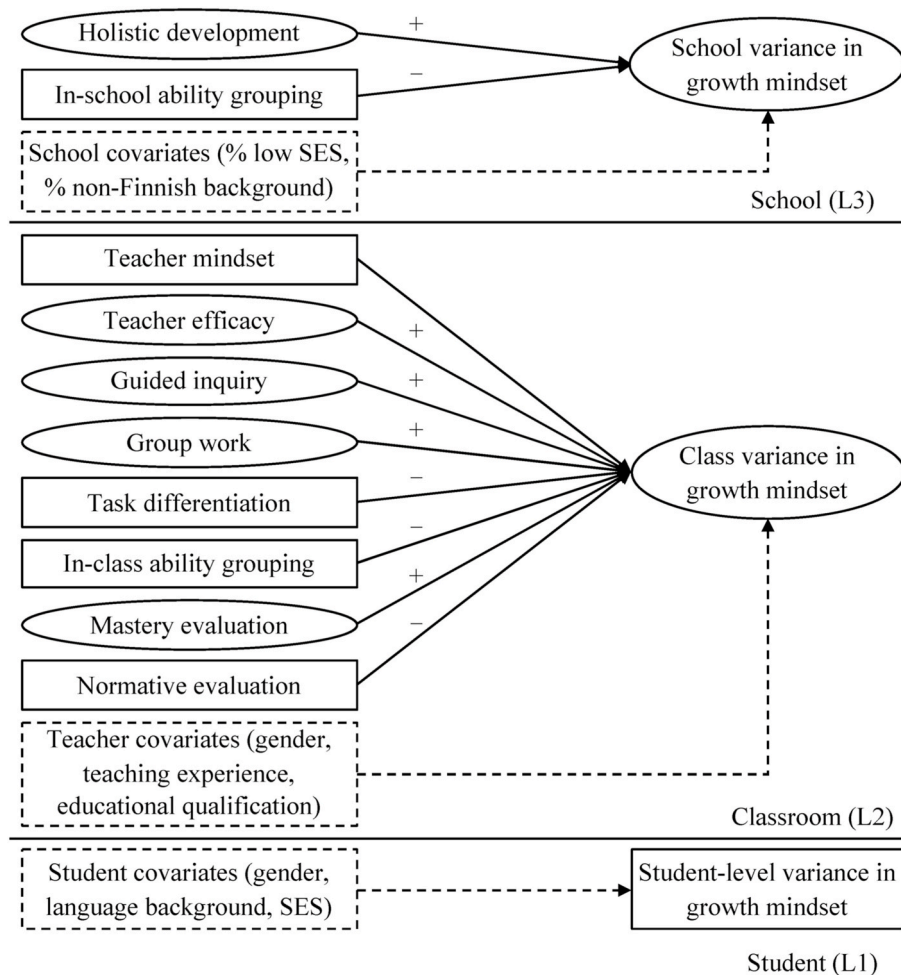 Holistic development
+
School variance in
growth mindset
−
In-school ability grouping
School covariates (% low SES,
% non-Finnish background)
School (L3)
Teacher mindset
Teacher efficacy
+
Guided inquiry
+
Group work
+
Class variance in
growth mindset
−
Task differentiation
−
In-class ability grouping
+
Mastery evaluation
−
Normative evaluation
Teacher covariates (gender,
teaching experience,
educational qualification)
Classroom (L2)
Student covariates (gender,
language background, SES)
Student-level variance in
growth mindset
Student (L1)